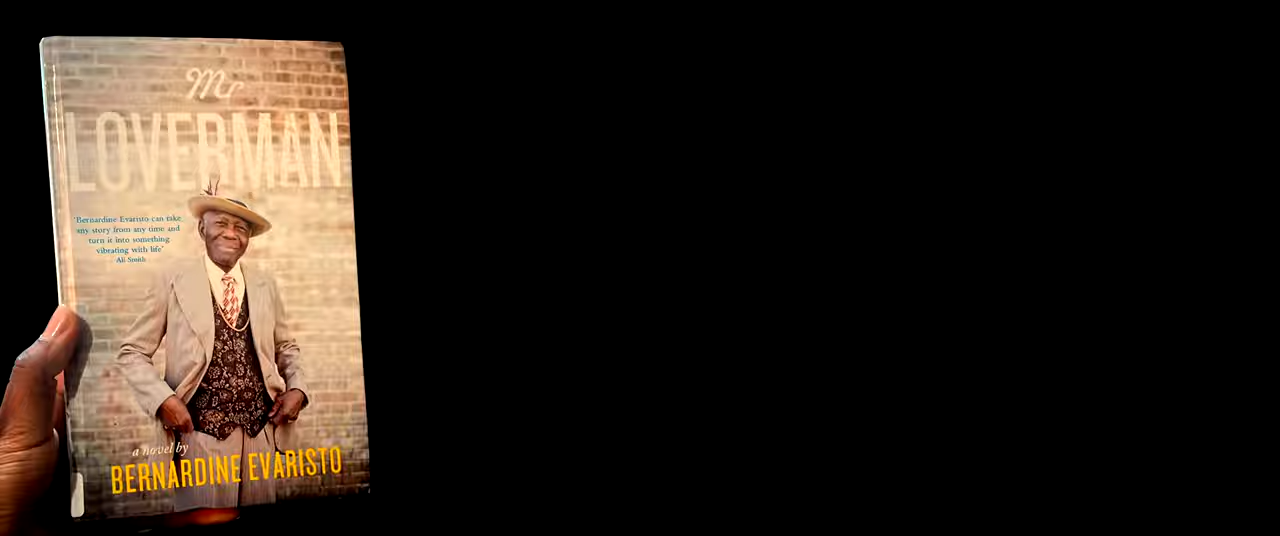 Mr
LOVERMAN
'Bernardine Evaristo can take
any story from any time and
turn it into something
vibrating with life'
Ali Smith
a novel by
BERNARDINE EVARISTO